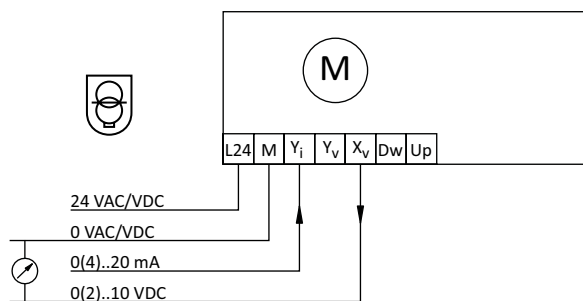 M
L24 M Yi Yv Xv Dw Up
24 VAC/VDC
0 VAC/VDC
0(4)..20 mA
0(2)..10 VDC